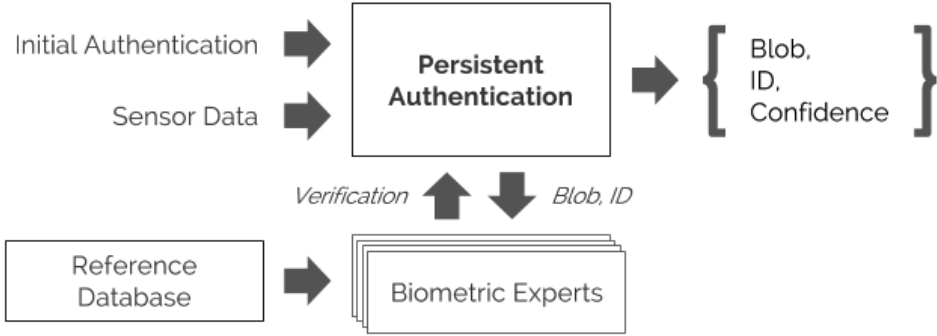 Initial Authentication
Sensor Data
Persistent
Authentication
Blob,
ID,
Confidence
Verification
Blob, ID
Reference
Database
Biometric Experts